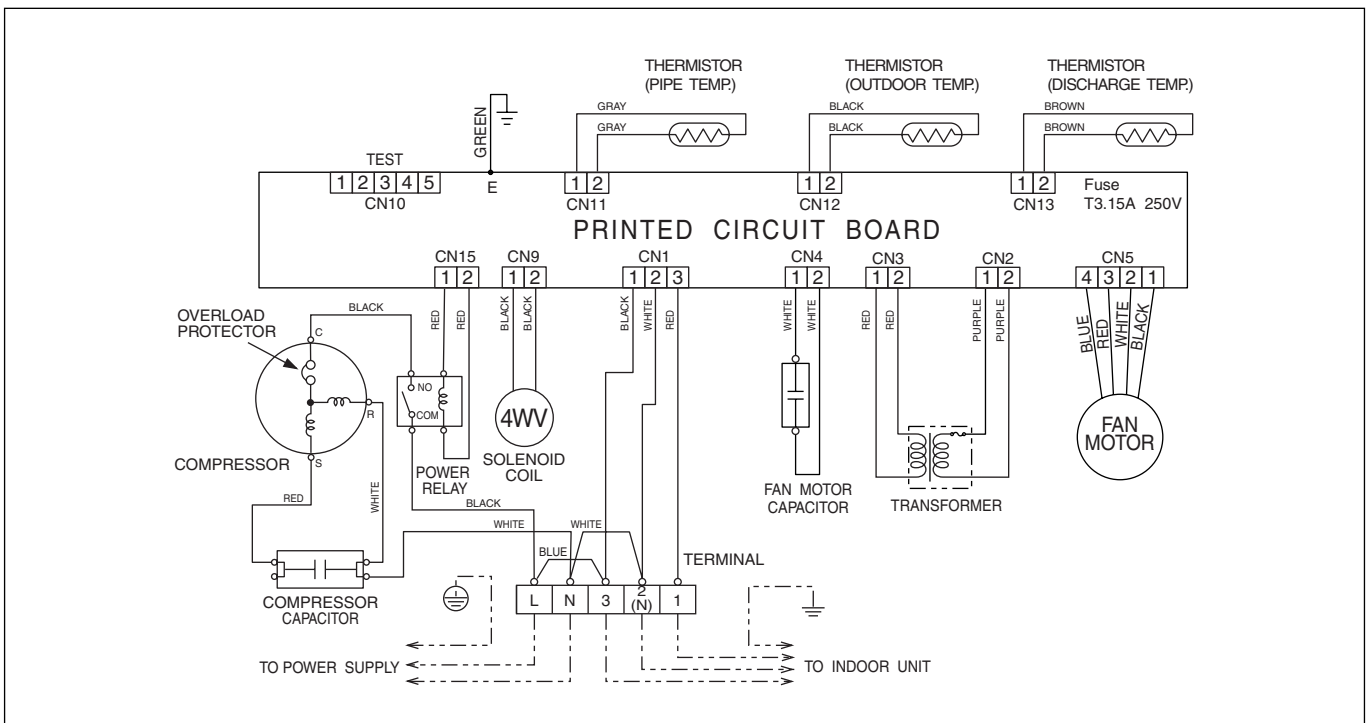 THERMISTOR
(PIPE TEMP.)
THERMISTOR
(OUTDOOR TEMP.)
THERMISTOR
(DISCHARGE TEMP.)
GRAY
GRAY
BLACK
BLACK
BROWN
BROWN
GREEN
TEST
1 2 3 4 5
CN10
E
1 2
CN11
1 2
CN12
1 2
CN13
Fuse
T3.15A 250V
PRINTED CIRCUIT BOARD
CN15
1 2
CN9
1 2
CN1
1 2 3
CN4
1 2
CN3
1 2
CN2
1 2
CN5
4 3 2 1
OVERLOAD
PROTECTOR
BLACK
RED
RED
BLACK
BLACK
BLACK
WHITE
RED
WHITE
WHITE
RED
RED
PURPLE
PURPLE
BLUE
RED
WHITE
BLACK
C
R
S
COMPRESSOR
NO
COM
POWER
RELAY
4WV
SOLENOID
COIL
FAN MOTOR
CAPACITOR
TRANSFORMER
FAN
MOTOR
RED
WHITE
BLACK
WHITE
WHITE
BLUE
TERMINAL
COMPRESSOR
CAPACITOR
L N 3 2 (N) 1
TO POWER SUPPLY
TO INDOOR UNIT